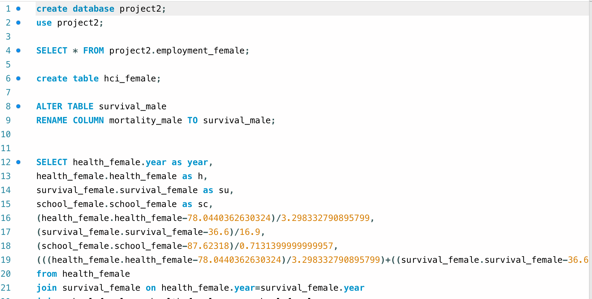 1 create database project2;
2 use project2;
3
4 SELECT * FROM project2.employment_female;
5
6 create table hci_female;
7
8 ALTER TABLE survival_male
9 RENAME COLUMN mortality_male TO survival_male;
10
11
12 SELECT health_female.year as year,
13 health_female.health_female as h,
14 survival_female.survival_female as su,
15 school_female.school_female as sc,
16 (health_female.health_female-78.0440362630324)/3.298332790895799,
17 (survival_female.survival_female-36.6)/16.9,
18 (school_female.school_female-87.62318)/0.7131399999999957,
19 (((health_female.health_female-78.0440362630324)/3.298332790895799)+((survival_female.survival_female-36.6
20 from health_female
21 join survival_female on health_female.year=survival_female.year